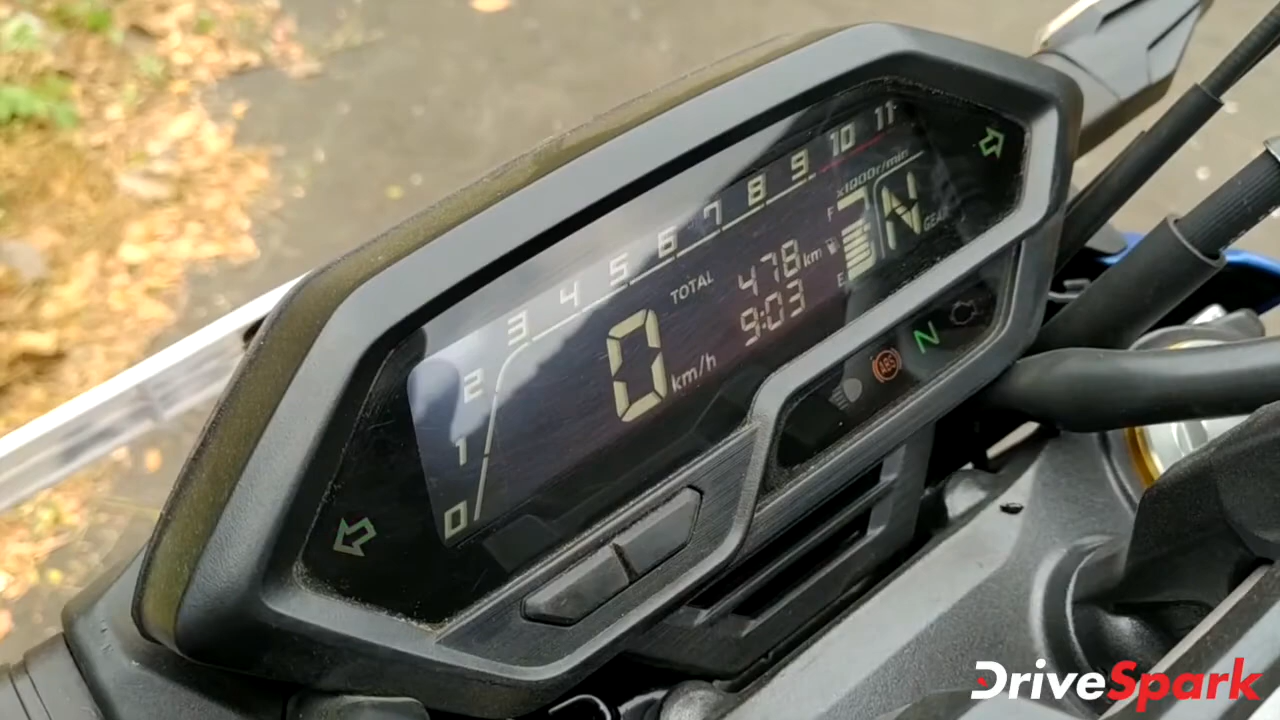 0 1 2 3 4 5 6 7 8 9 10 11
x1000r/min
TOTAL 478 km
9:03
0 km/h
F
E
N
GEAR
ABS
N
DriveSpark